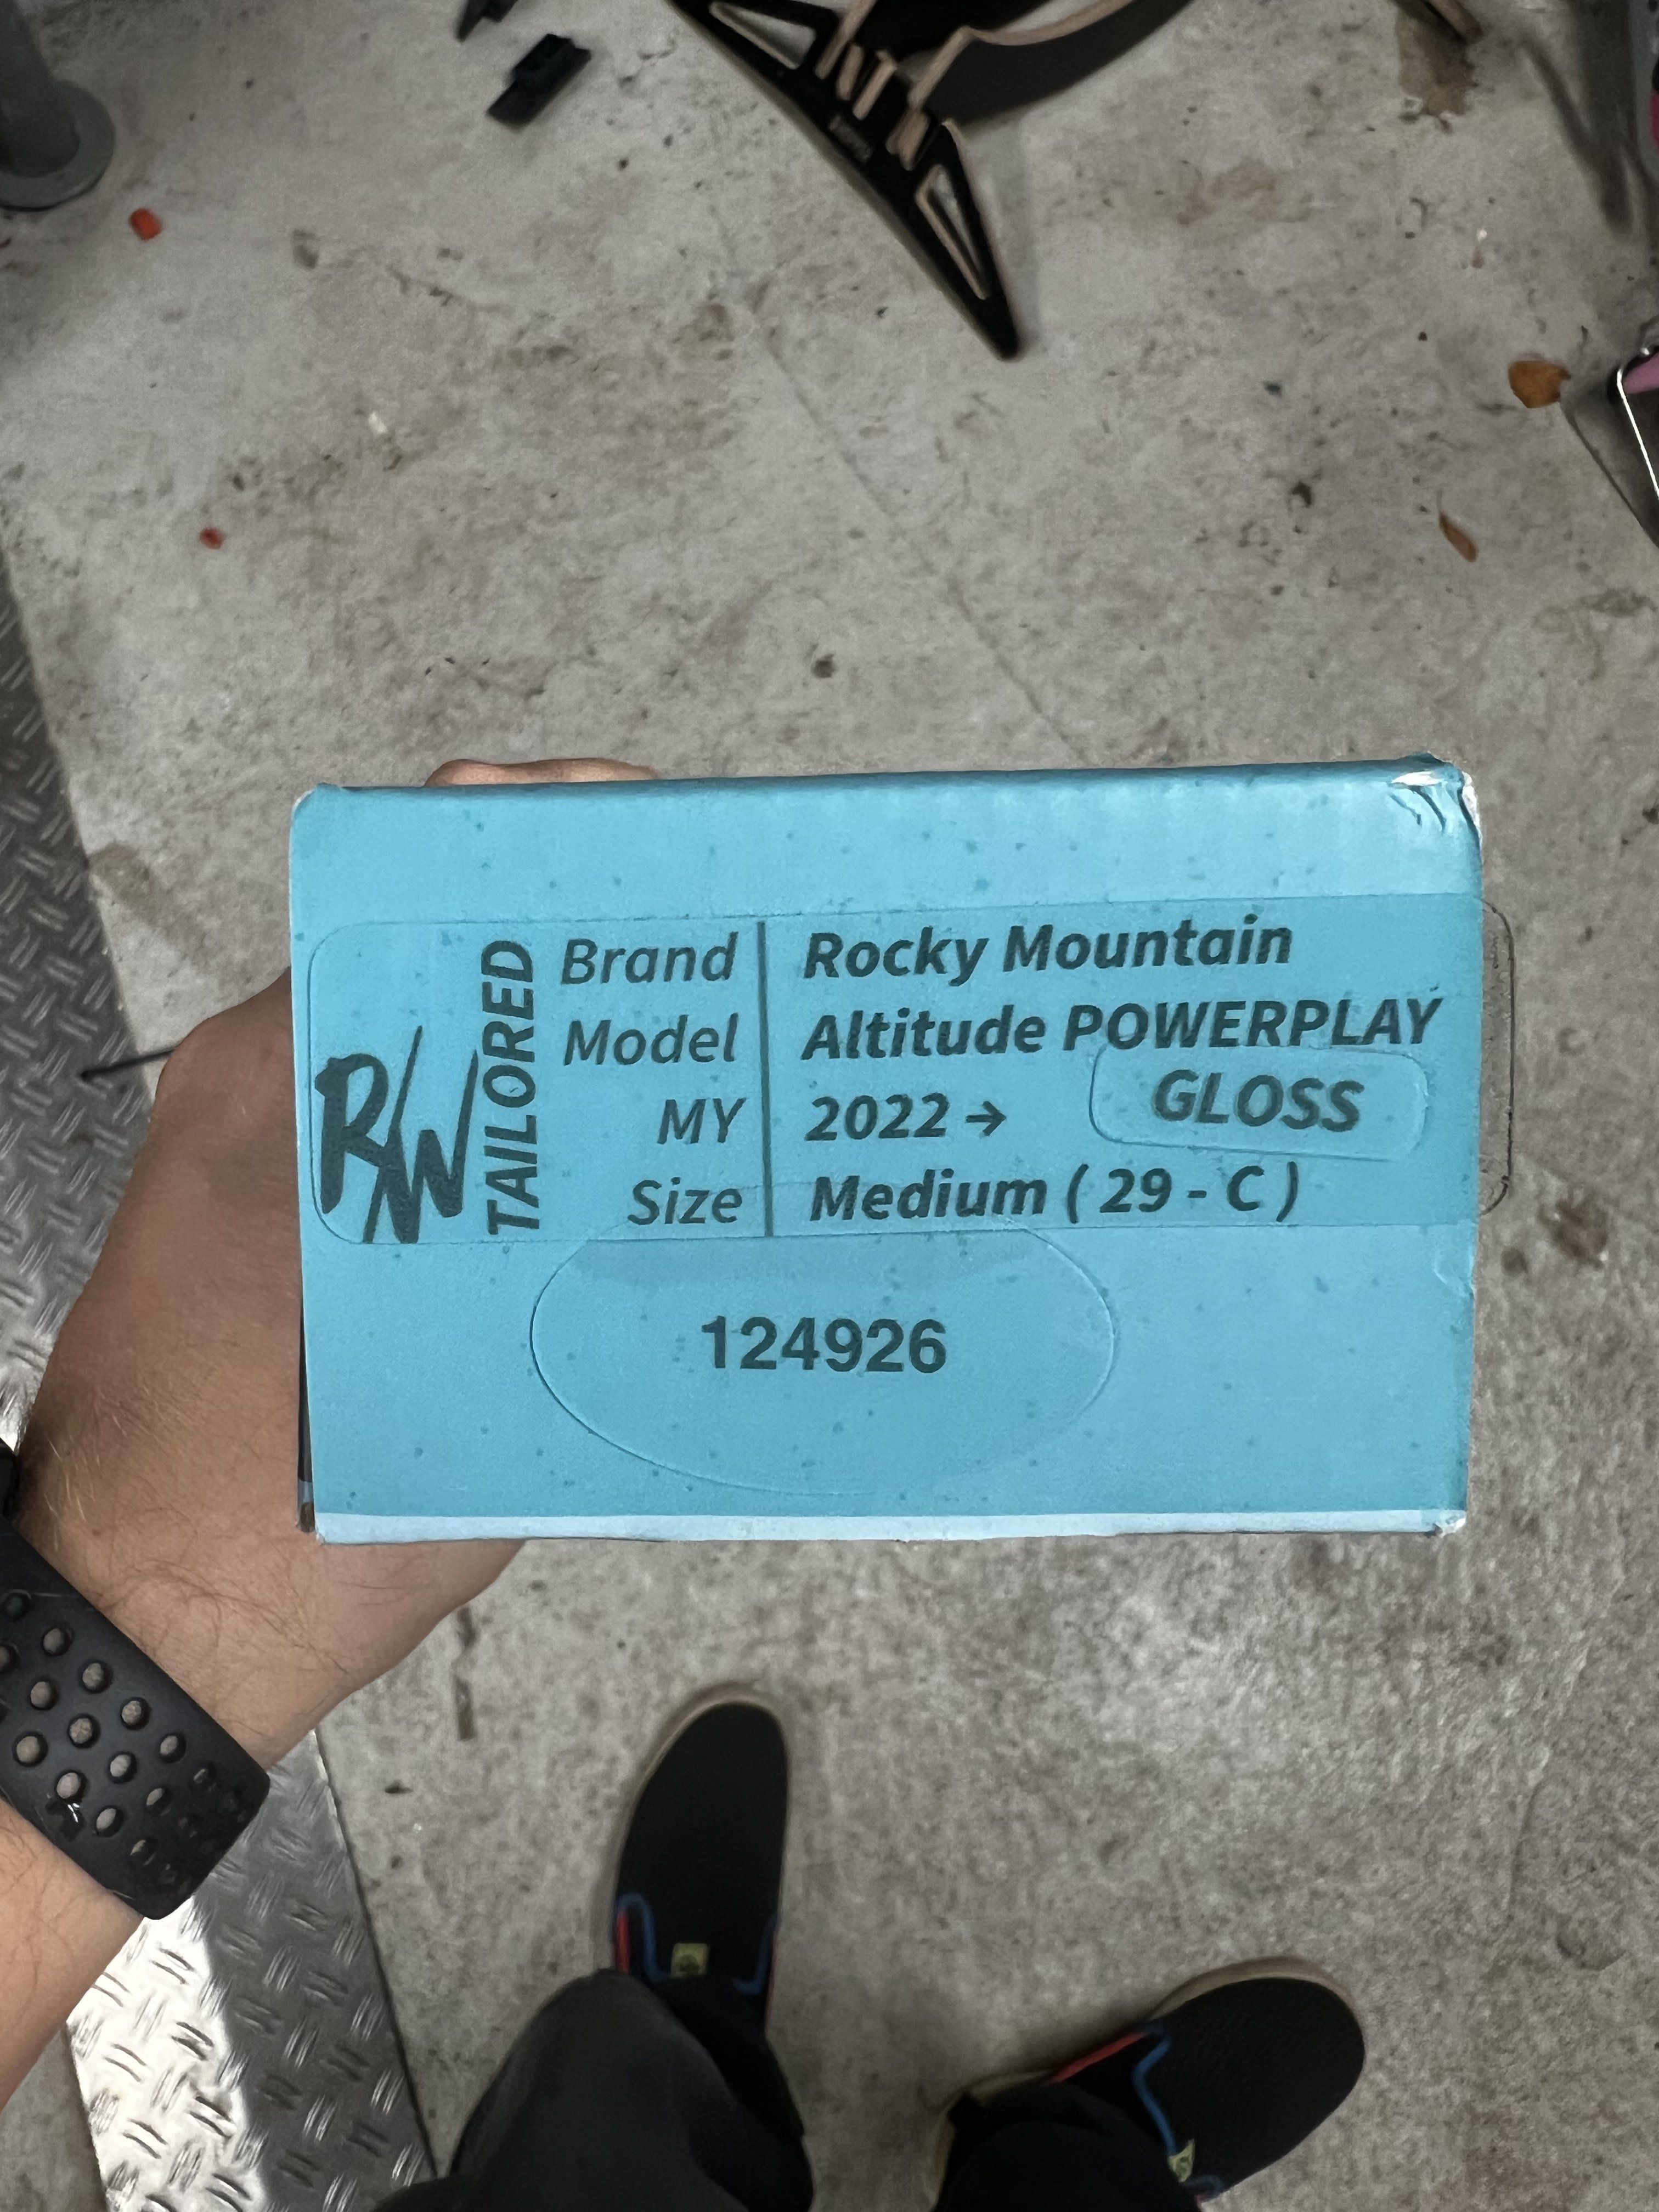 RW TAILORED
Brand Rocky Mountain
Model Altitude POWERPLAY
MY 2022 →
GLOSS
Size Medium ( 29 - C )
124926